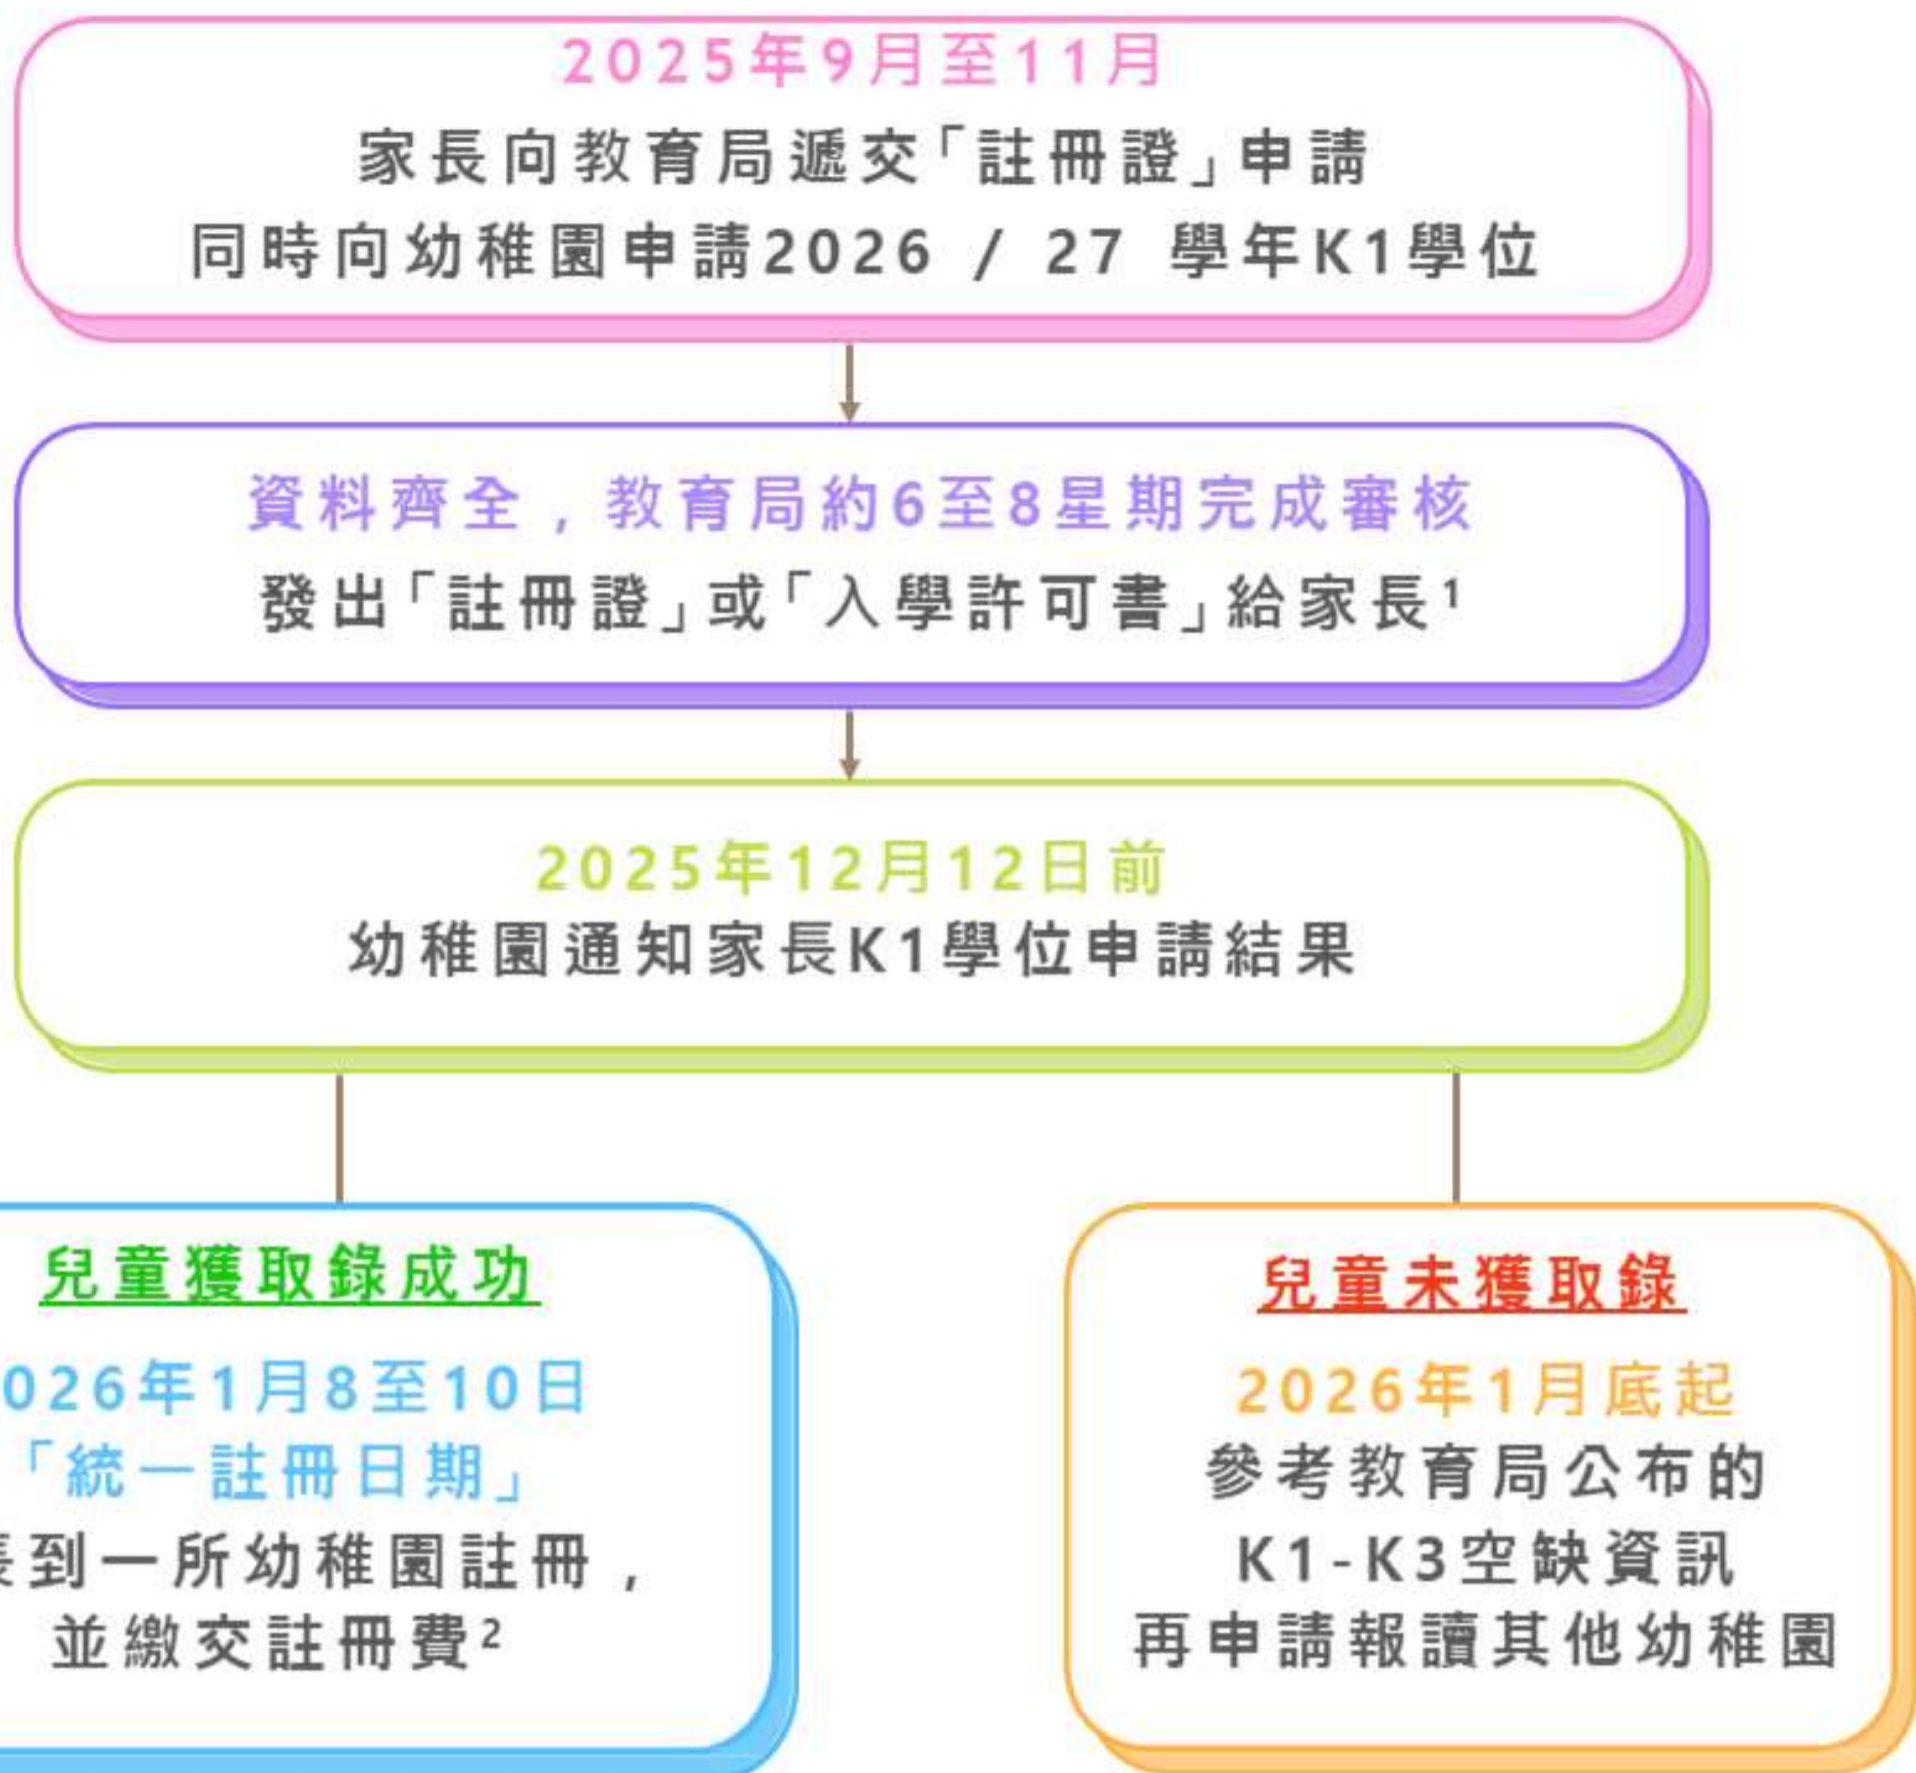 2025年9月至11月
家長向教育局遞交「註冊證」申請
同時向幼稚園申請2026 / 27 學年K1學位
資料齊全，教育局約6至8星期完成審核
發出「註冊證」或「入學許可書」給家長¹
2025年12月12日前
幼稚園通知家長K1學位申請結果
兒童獲取錄成功
026年1月8至10日
「統一註冊日期」
長到一所幼稚園註冊，
並繳交註冊費²
兒童未獲取錄
2026年1月底起
參考教育局公布的
K1-K3空缺資訊
再申請報讀其他幼稚園